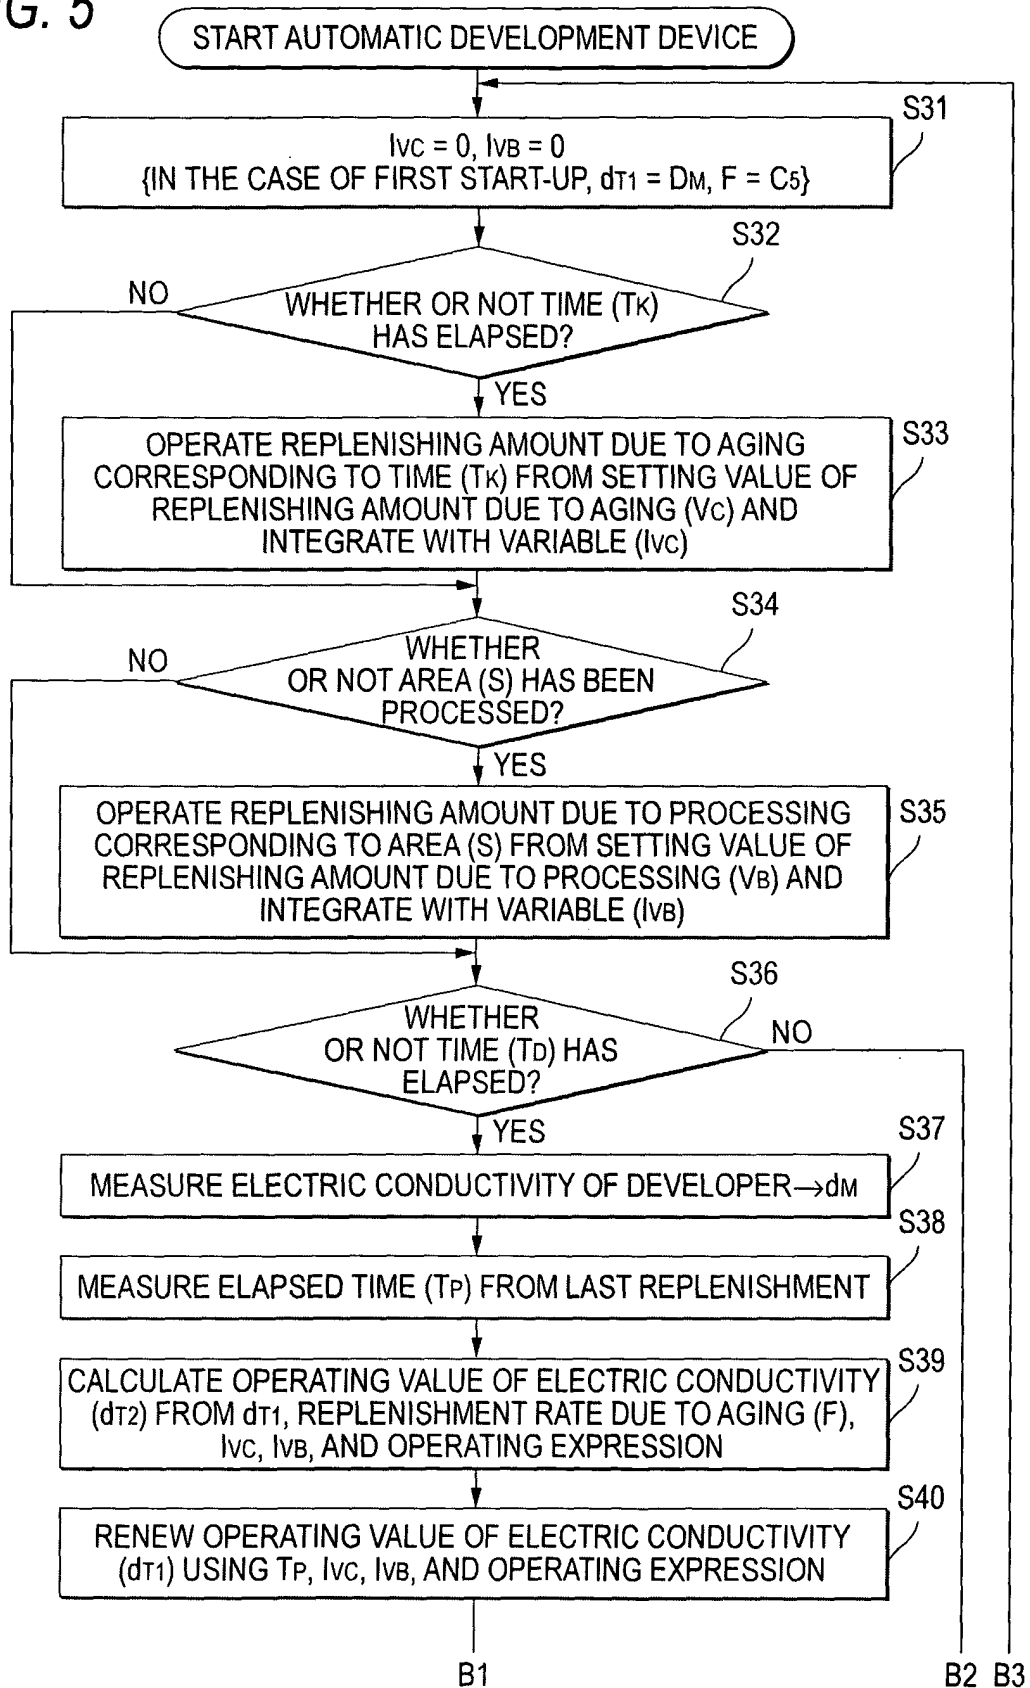 G. 5
START AUTOMATIC DEVELOPMENT DEVICE
S31
IVC = 0, IVB = 0
{IN THE CASE OF FIRST START-UP, dT1 = DM, F = C5}
S32
NO
WHETHER OR NOT TIME (TK)
HAS ELAPSED?
YES
S33
OPERATE REPLENISHING AMOUNT DUE TO AGING
CORRESPONDING TO TIME (TK) FROM SETTING VALUE OF
REPLENISHING AMOUNT DUE TO AGING (VC) AND
INTEGRATE WITH VARIABLE (IVC)
S34
NO
WHETHER
OR NOT AREA (S) HAS BEEN
PROCESSED?
YES
S35
OPERATE REPLENISHING AMOUNT DUE TO PROCESSING
CORRESPONDING TO AREA (S) FROM SETTING VALUE OF
REPLENISHING AMOUNT DUE TO PROCESSING (VB) AND
INTEGRATE WITH VARIABLE (IVB)
S36
WHETHER
OR NOT TIME (TD) HAS
ELAPSED?
NO
YES
S37
MEASURE ELECTRIC CONDUCTIVITY OF DEVELOPER→dM
S38
MEASURE ELAPSED TIME (TP) FROM LAST REPLENISHMENT
S39
CALCULATE OPERATING VALUE OF ELECTRIC CONDUCTIVITY
(dT2) FROM dT1, REPLENISHMENT RATE DUE TO AGING (F),
IVC, IVB, AND OPERATING EXPRESSION
S40
RENEW OPERATING VALUE OF ELECTRIC CONDUCTIVITY
(dT1) USING TP, IVC, IVB, AND OPERATING EXPRESSION
B1
B2 B3